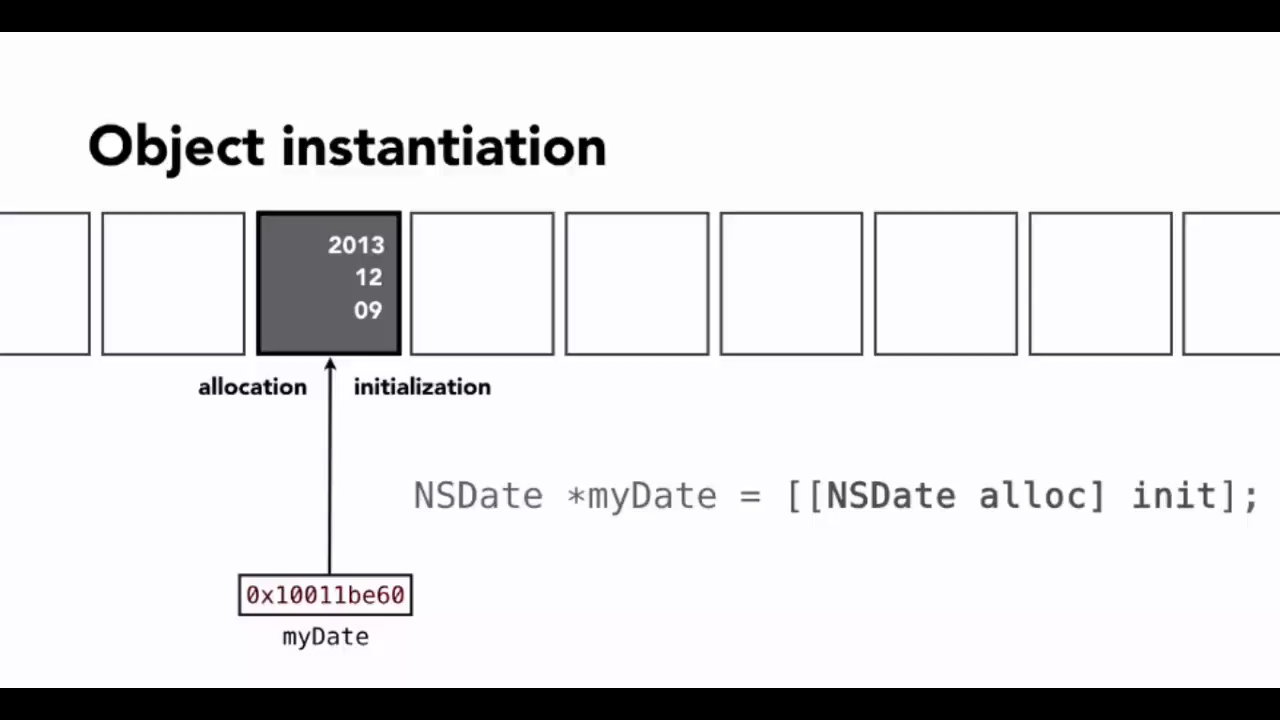 Object instantiation
2013
12
09
allocation
initialization
NSDate *myDate = [[NSDate alloc] init];
0x10011be60
myDate